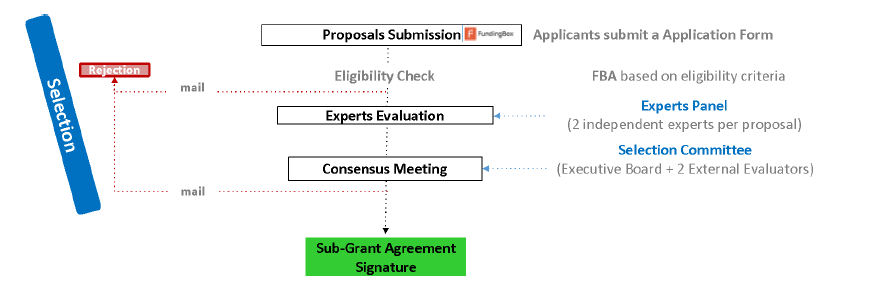 Proposals Submission FundingBox Applicants submit a Application Form
Rejection
Eligibility Check FBA based on eligibility criteria
mail
Selection
Experts Panel
Experts Evaluation
(2 independent experts per proposal)
Selection Committee
Consensus Meeting
(Executive Board + 2 External Evaluators)
mail
Sub-Grant Agreement
Signature